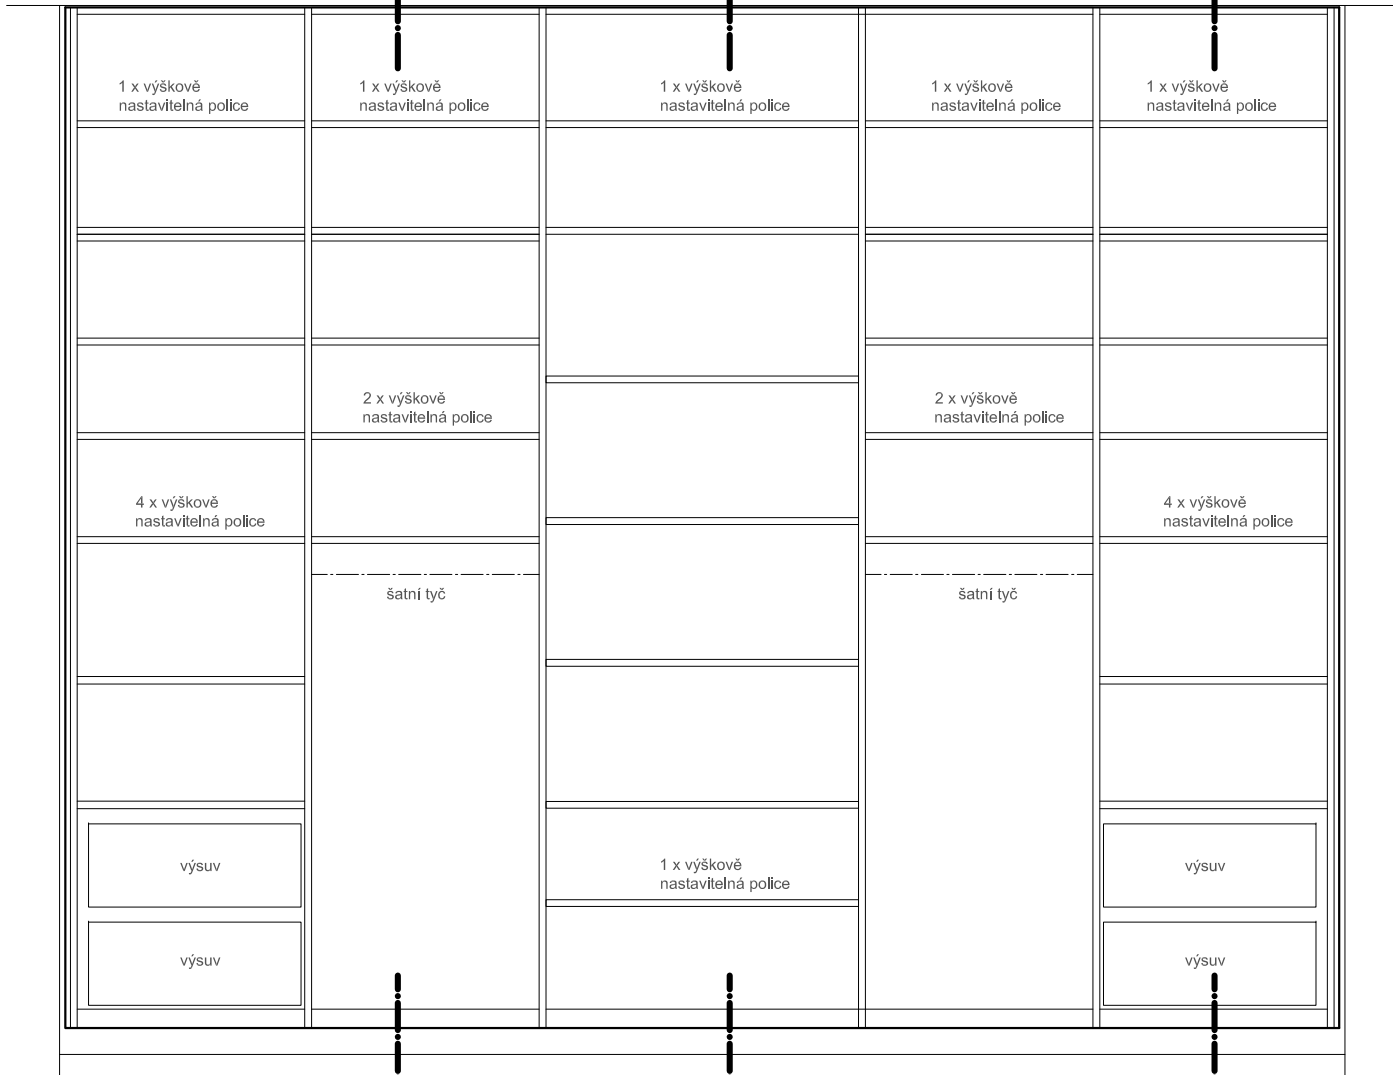 1 x výškově
nastavitelná police
1 x výškově
nastavitelná police
1 x výškově
nastavitelná police
1 x výškově
nastavitelná police
1 x výškově
nastavitelná police
2 x výškově
nastavitelná police
2 x výškově
nastavitelná police
4 x výškově
nastavitelná police
4 x výškově
nastavitelná police
šatní tyč
šatní tyč
výsuv
1 x výškově
nastavitelná police
výsuv
výsuv
výsuv